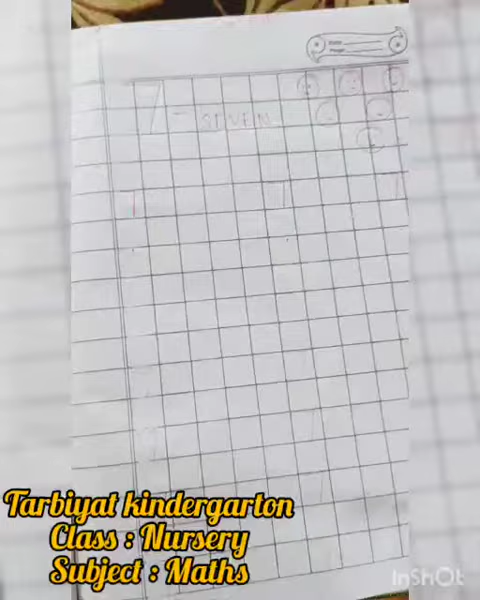 7 - SEVEN
Tarbiyat kindergarton
Class : Nursery
Subject : Maths
InShOt